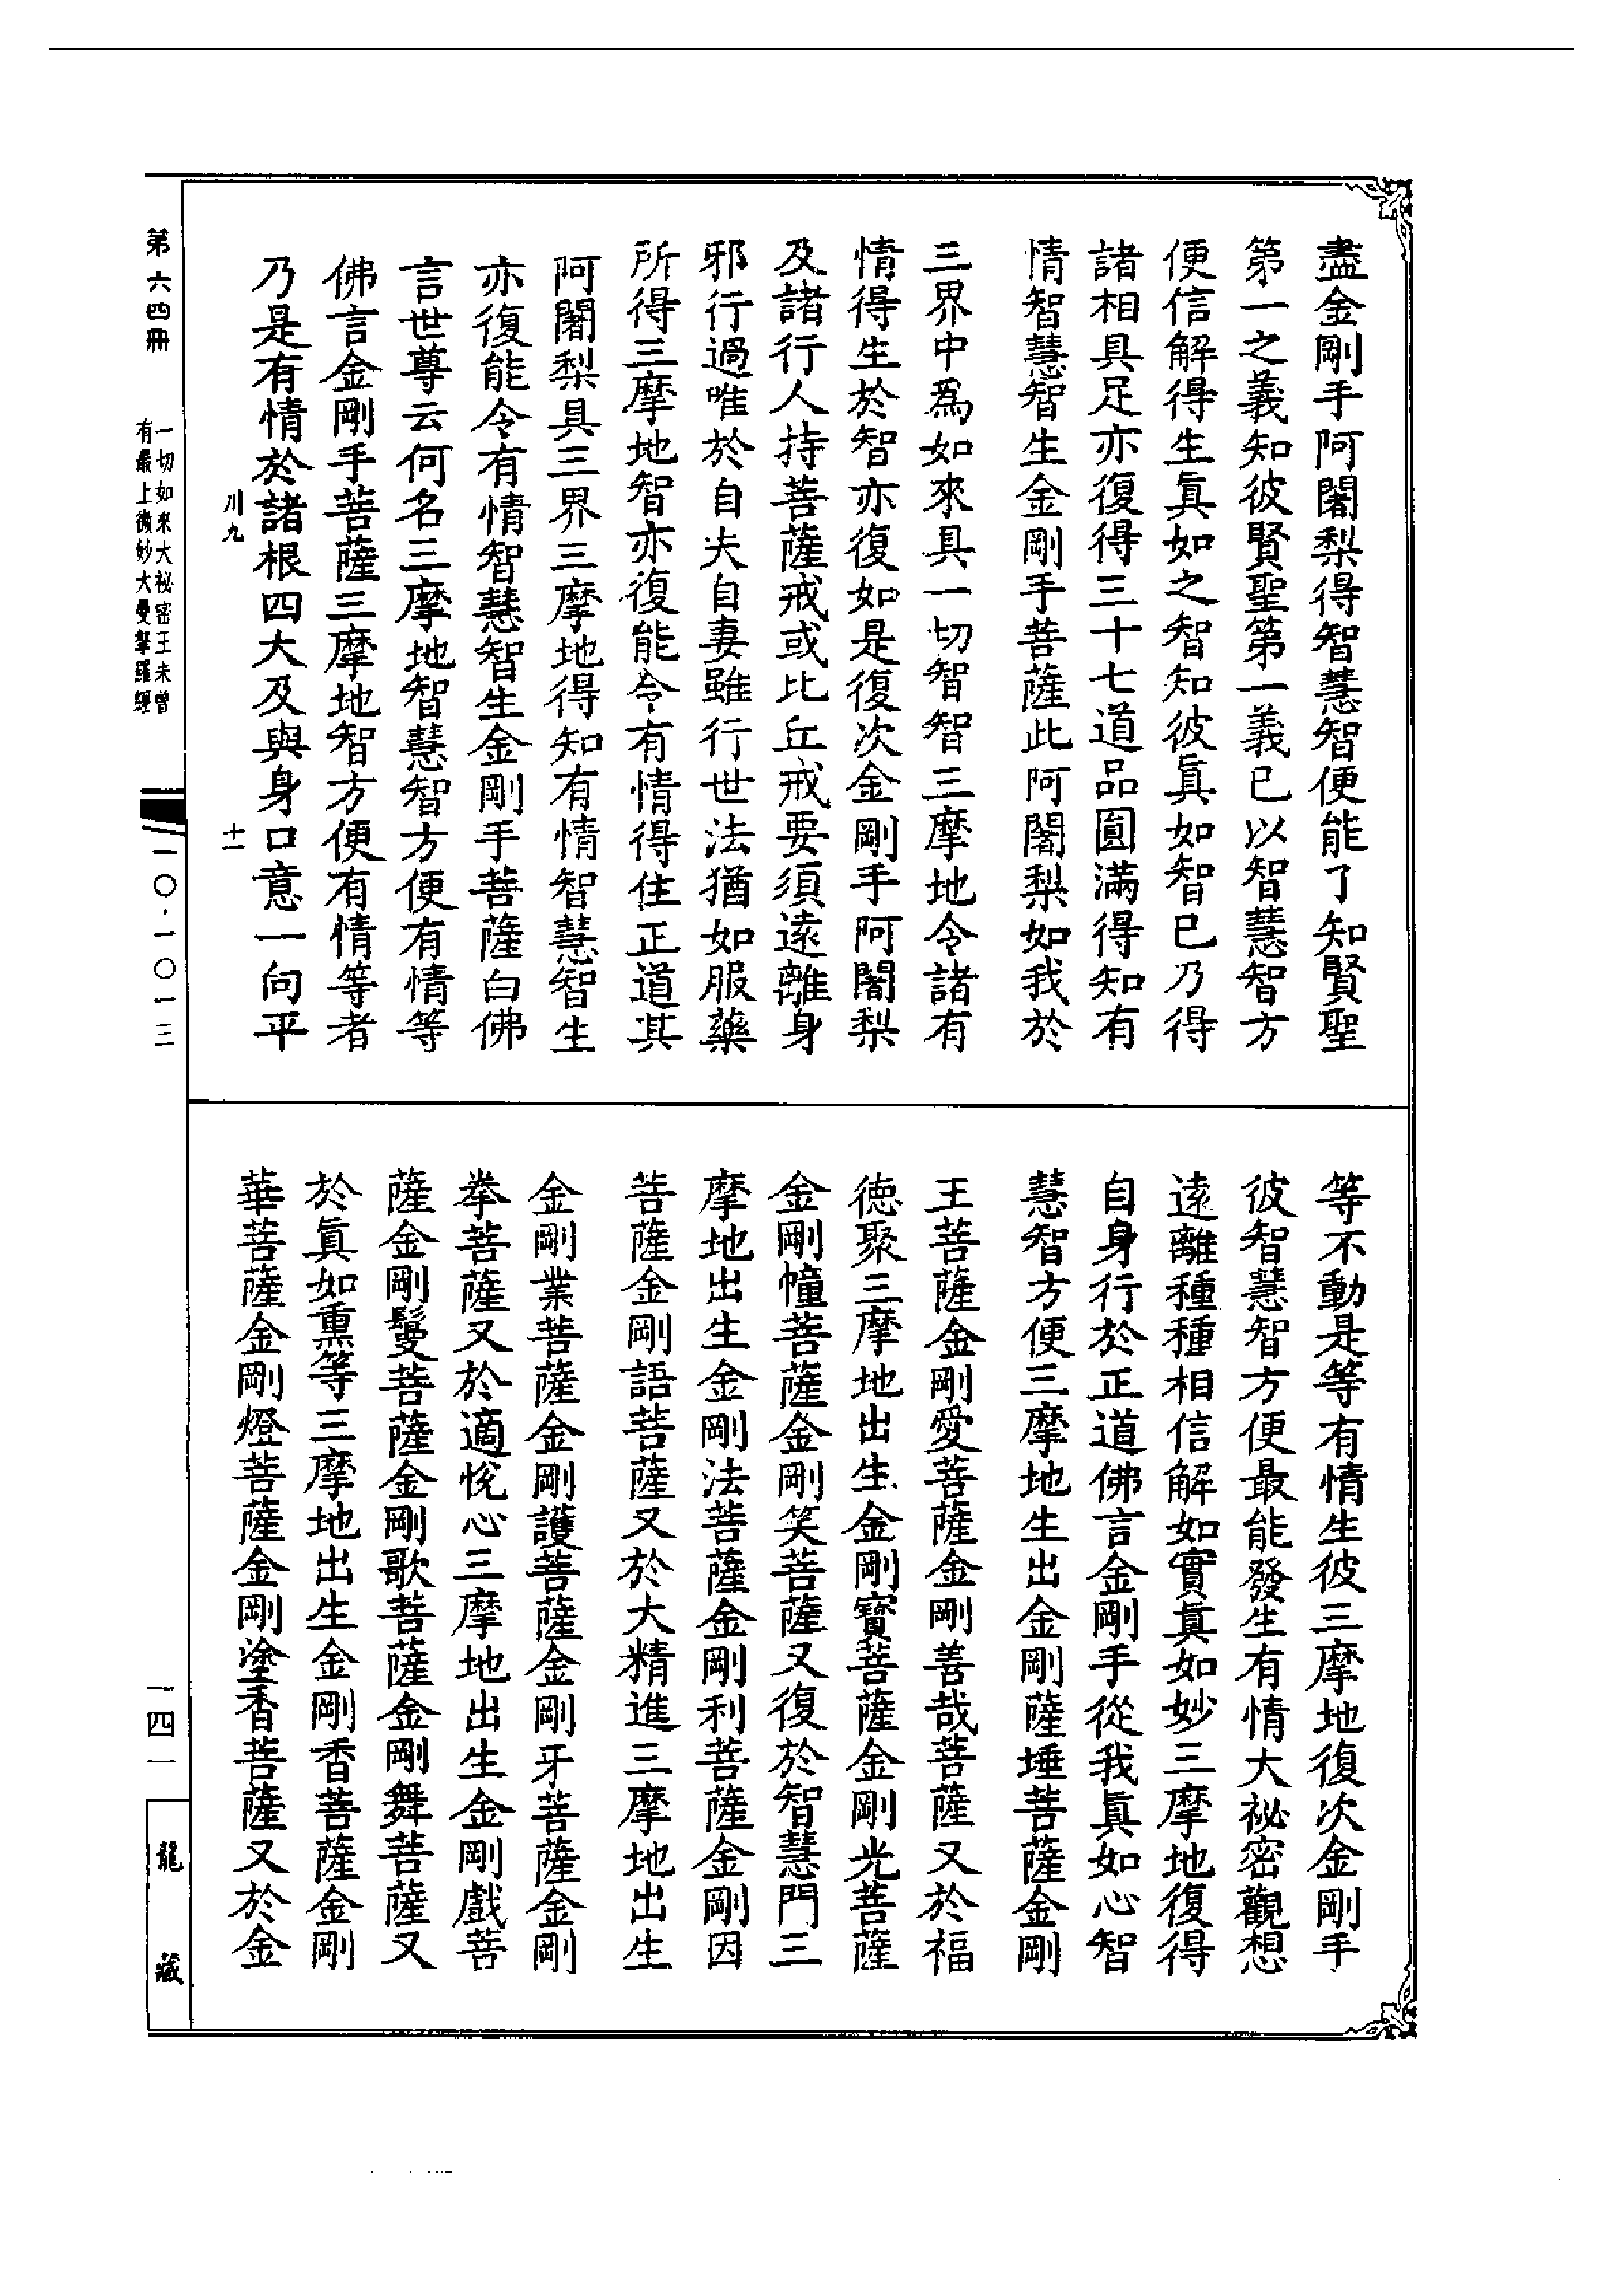 盡金剛手阿闍梨得智慧智便能了知賢聖
第一之義知彼賢聖第一義已以智慧智方
便信解得生眞如之智知彼眞如智已乃得
諸相具足亦復得三十七道品圓滿得知有
情智慧智生金剛手菩薩此阿闍梨如我於
三界中爲如來具一切智智三摩地令諸有
情得生於智亦復如是復次金剛手阿闍梨
及諸行人持菩薩戒或比丘戒要須遠離身
邪行過唯於自夫自妻雖行世法猶如服藥
所得三摩地智亦復能令有情得住正道其
阿闍梨具三界三摩地得知有情智慧智生
亦復能令有情智慧智生金剛手菩薩白佛
言世尊云何名三摩地智慧智方便有情等
佛言金剛手菩薩三摩地智方便有情等者
乃是有情於諸根四大及與身口意一向平
川九
十一
等不動是等有情生彼三摩地復次金剛手
彼智慧智方便最能發生有情大祕密觀想
遠離種種相信解如實眞如妙三摩地復得
自身行於正道佛言金剛手從我眞如心智
慧智方便三摩地生出金剛薩埵菩薩金剛
王菩薩金剛愛菩薩金剛善哉菩薩又於福
德聚三摩地出生金剛寶菩薩金剛光菩薩
金剛幢菩薩金剛笑菩薩又復於智慧門三
摩地出生金剛法菩薩金剛利菩薩金剛因
菩薩金剛語菩薩又於大精進三摩地出生
金剛業菩薩金剛護菩薩金剛牙菩薩金剛
拳菩薩又於適悅心三摩地出生金剛戲菩
薩金剛鬘菩薩金剛歌菩薩金剛舞菩薩又
於眞如熏等三摩地出生金剛香菩薩金剛
華菩薩金剛燈菩薩金剛塗香菩薩又於金
第六四冊
一切如來大祕密王未曾
有最上微妙大曼拏羅經
一〇·一〇一三
一四一
龍藏